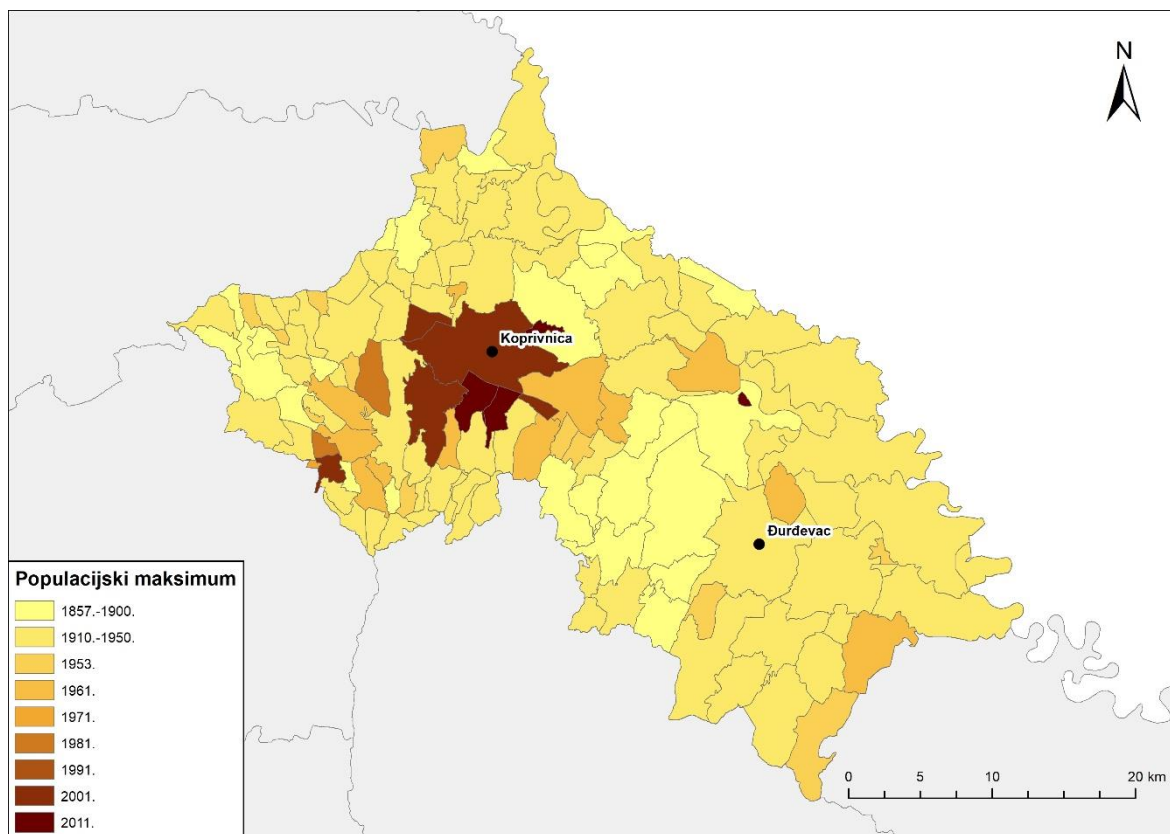 N
Koprivnica
Đurđevac
Populacijski maksimum
1857.-1900.
1910.-1950.
1953.
1961.
1971.
1981.
1991.
2001.
2011.
0 5 10 20 km